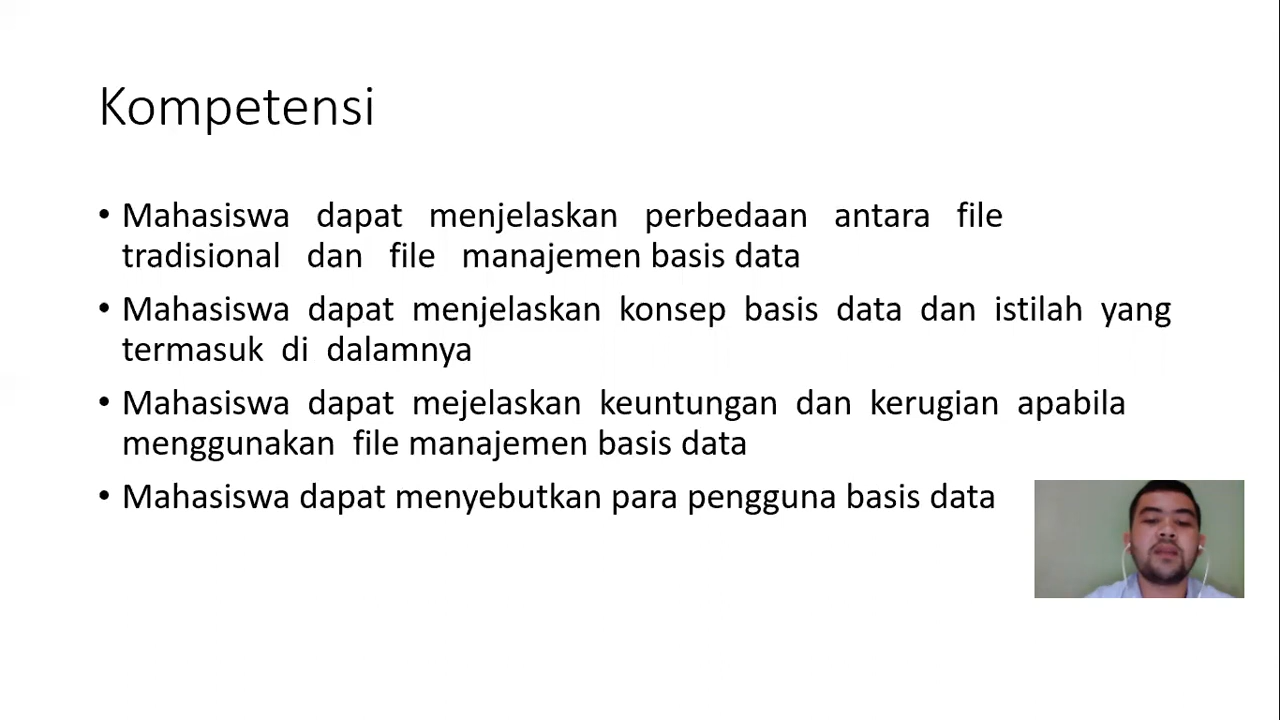 Kompetensi
• Mahasiswa dapat menjelaskan perbedaan antara file
tradisional dan file manajemen basis data
• Mahasiswa dapat menjelaskan konsep basis data dan istilah yang
termasuk di dalamnya
• Mahasiswa dapat mejelaskan keuntungan dan kerugian apabila
menggunakan file manajemen basis data
• Mahasiswa dapat menyebutkan para pengguna basis data